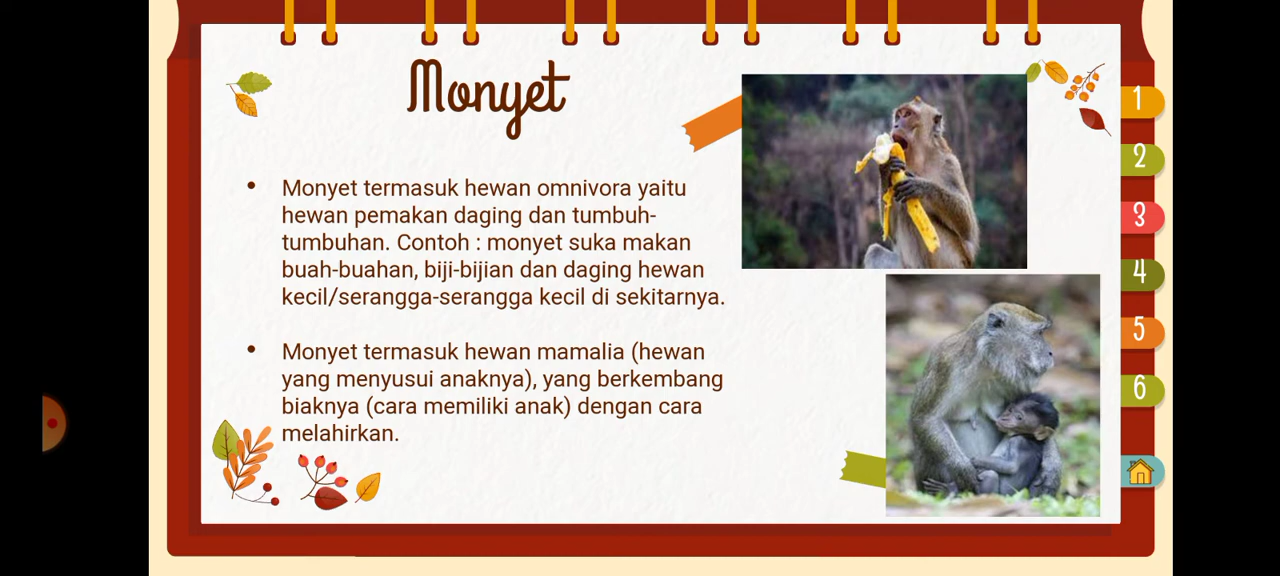 Monyet
• Monyet termasuk hewan omnivora yaitu
hewan pemakan daging dan tumbuh-
tumbuhan. Contoh : monyet suka makan
buah-buahan, biji-bijian dan daging hewan
kecil/serangga-serangga kecil di sekitarnya.
• Monyet termasuk hewan mamalia (hewan
yang menyusui anaknya), yang berkembang
biaknya (cara memiliki anak) dengan cara
melahirkan.
1
2
3
4
5
6